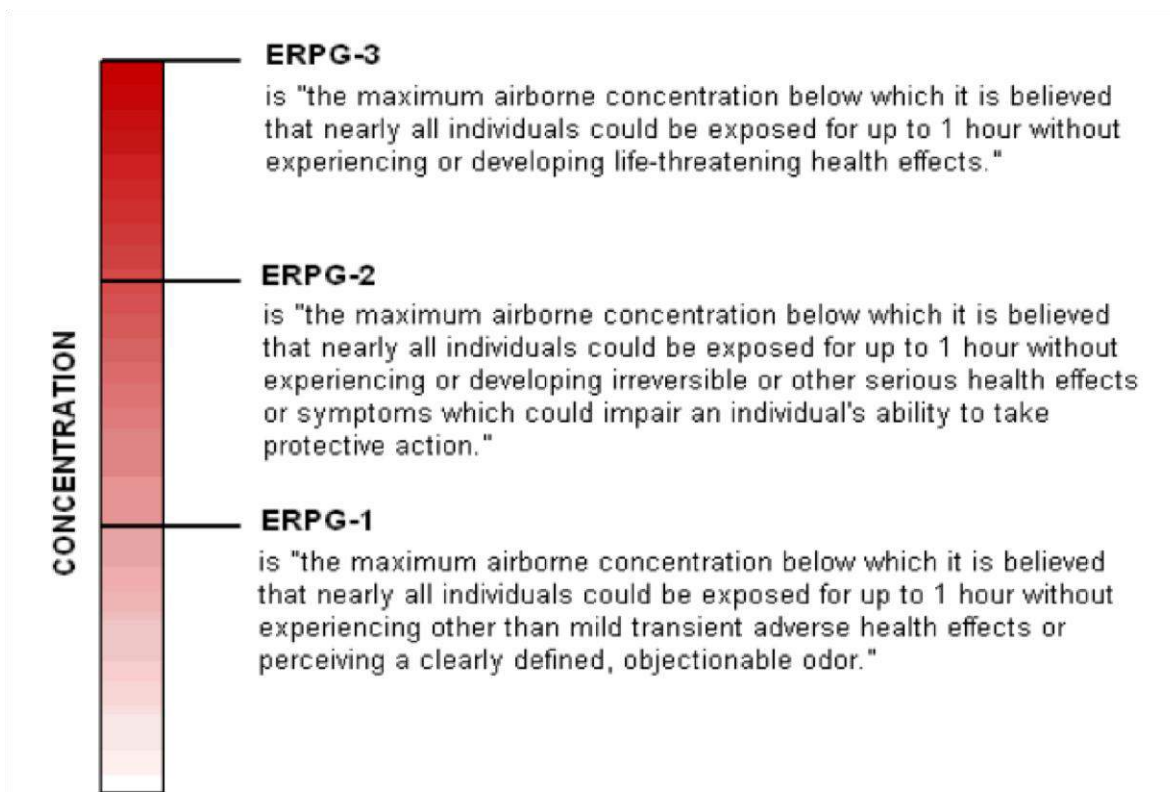 ERPG-3
is "the maximum airborne concentration below which it is believed
that nearly all individuals could be exposed for up to 1 hour without
experiencing or developing life-threatening health effects."
ERPG-2
is "the maximum airborne concentration below which it is believed
that nearly all individuals could be exposed for up to 1 hour without
experiencing or developing irreversible or other serious health effects
or symptoms which could impair an individual's ability to take
protective action."
CONCENTRATION
ERPG-1
is "the maximum airborne concentration below which it is believed
that nearly all individuals could be exposed for up to 1 hour without
experiencing other than mild transient adverse health effects or
perceiving a clearly defined, objectionable odor."